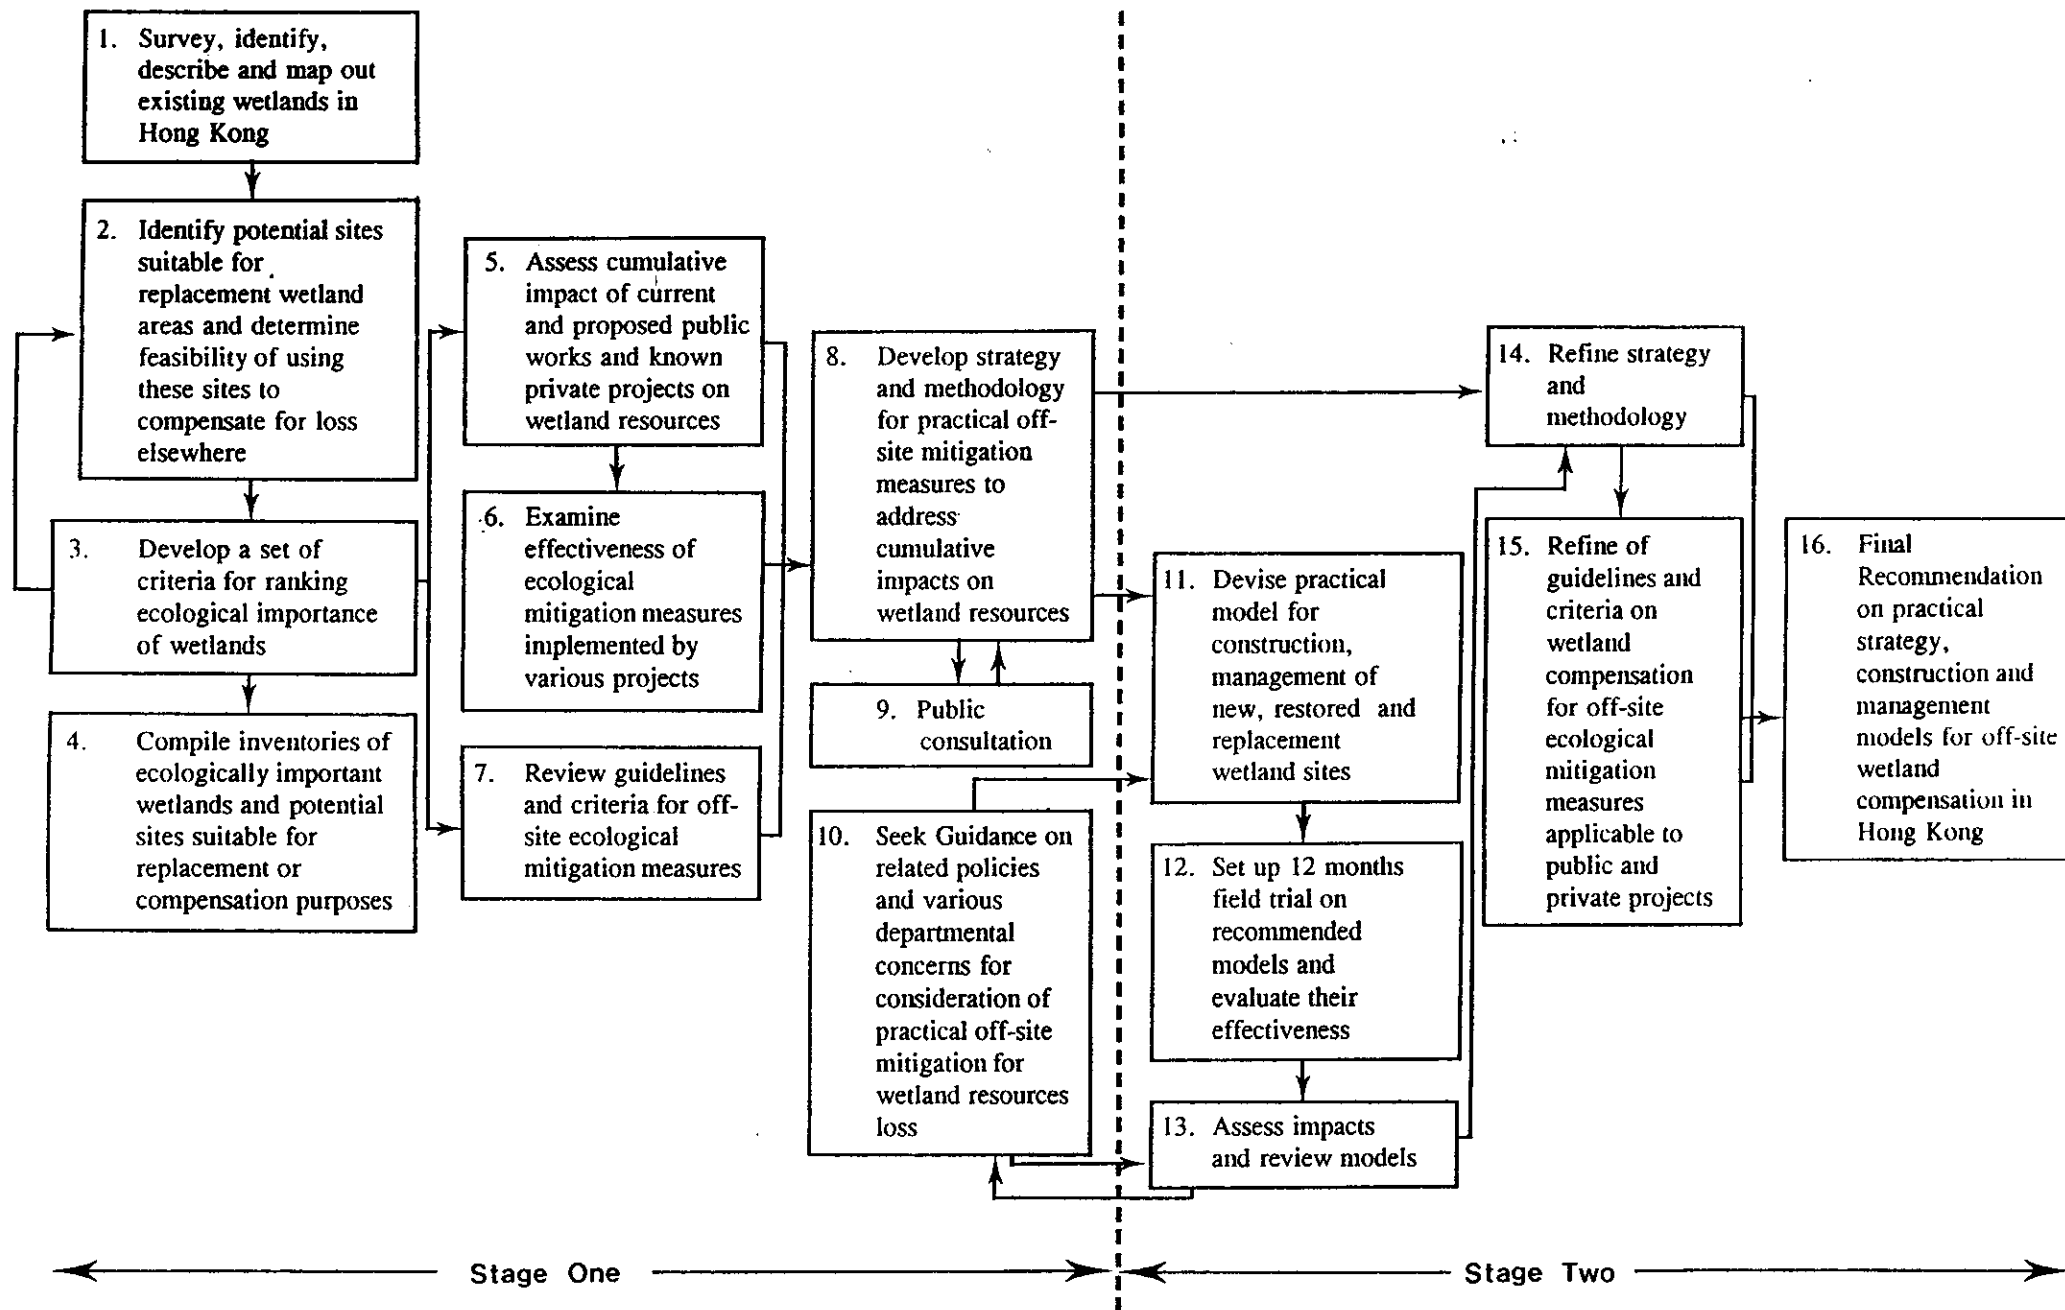 1. Survey, identify,
describe and map out
existing wetlands in
Hong Kong
2. Identify potential sites
suitable for
replacement wetland
areas and determine
feasibility of using
these sites to
compensate for loss
elsewhere
3. Develop a set of
criteria for ranking
ecological importance
of wetlands
4. Compile inventories of
ecologically important
wetlands and potential
sites suitable for
replacement or
compensation purposes
5. Assess cumulative
impact of current
and proposed public
works and known
private projects on
wetland resources
6. Examine
effectiveness of
ecological
mitigation measures
implemented by
various projects
7. Review guidelines
and criteria for off-
site ecological
mitigation measures
8. Develop strategy
and methodology
for practical off-
site mitigation
measures to
address
cumulative
impacts on
wetland resources
9. Public
consultation
10. Seek Guidance on
related policies
and various
departmental
concerns for
consideration of
practical off-site
mitigation for
wetland resources
loss
11. Devise practical
model for
construction,
management of
new, restored and
replacement
wetland sites
12. Set up 12 months
field trial on
recommended
models and
evaluate their
effectiveness
13. Assess impacts
and review models
14. Refine strategy
and
methodology
15. Refine of
guidelines and
criteria on
wetland
compensation
for off-site
ecological
mitigation
measures
applicable to
public and
private projects
16. Final
Recommendation
on practical
strategy,
construction and
management
models for off-site
wetland
compensation in
Hong Kong
Stage One
Stage Two